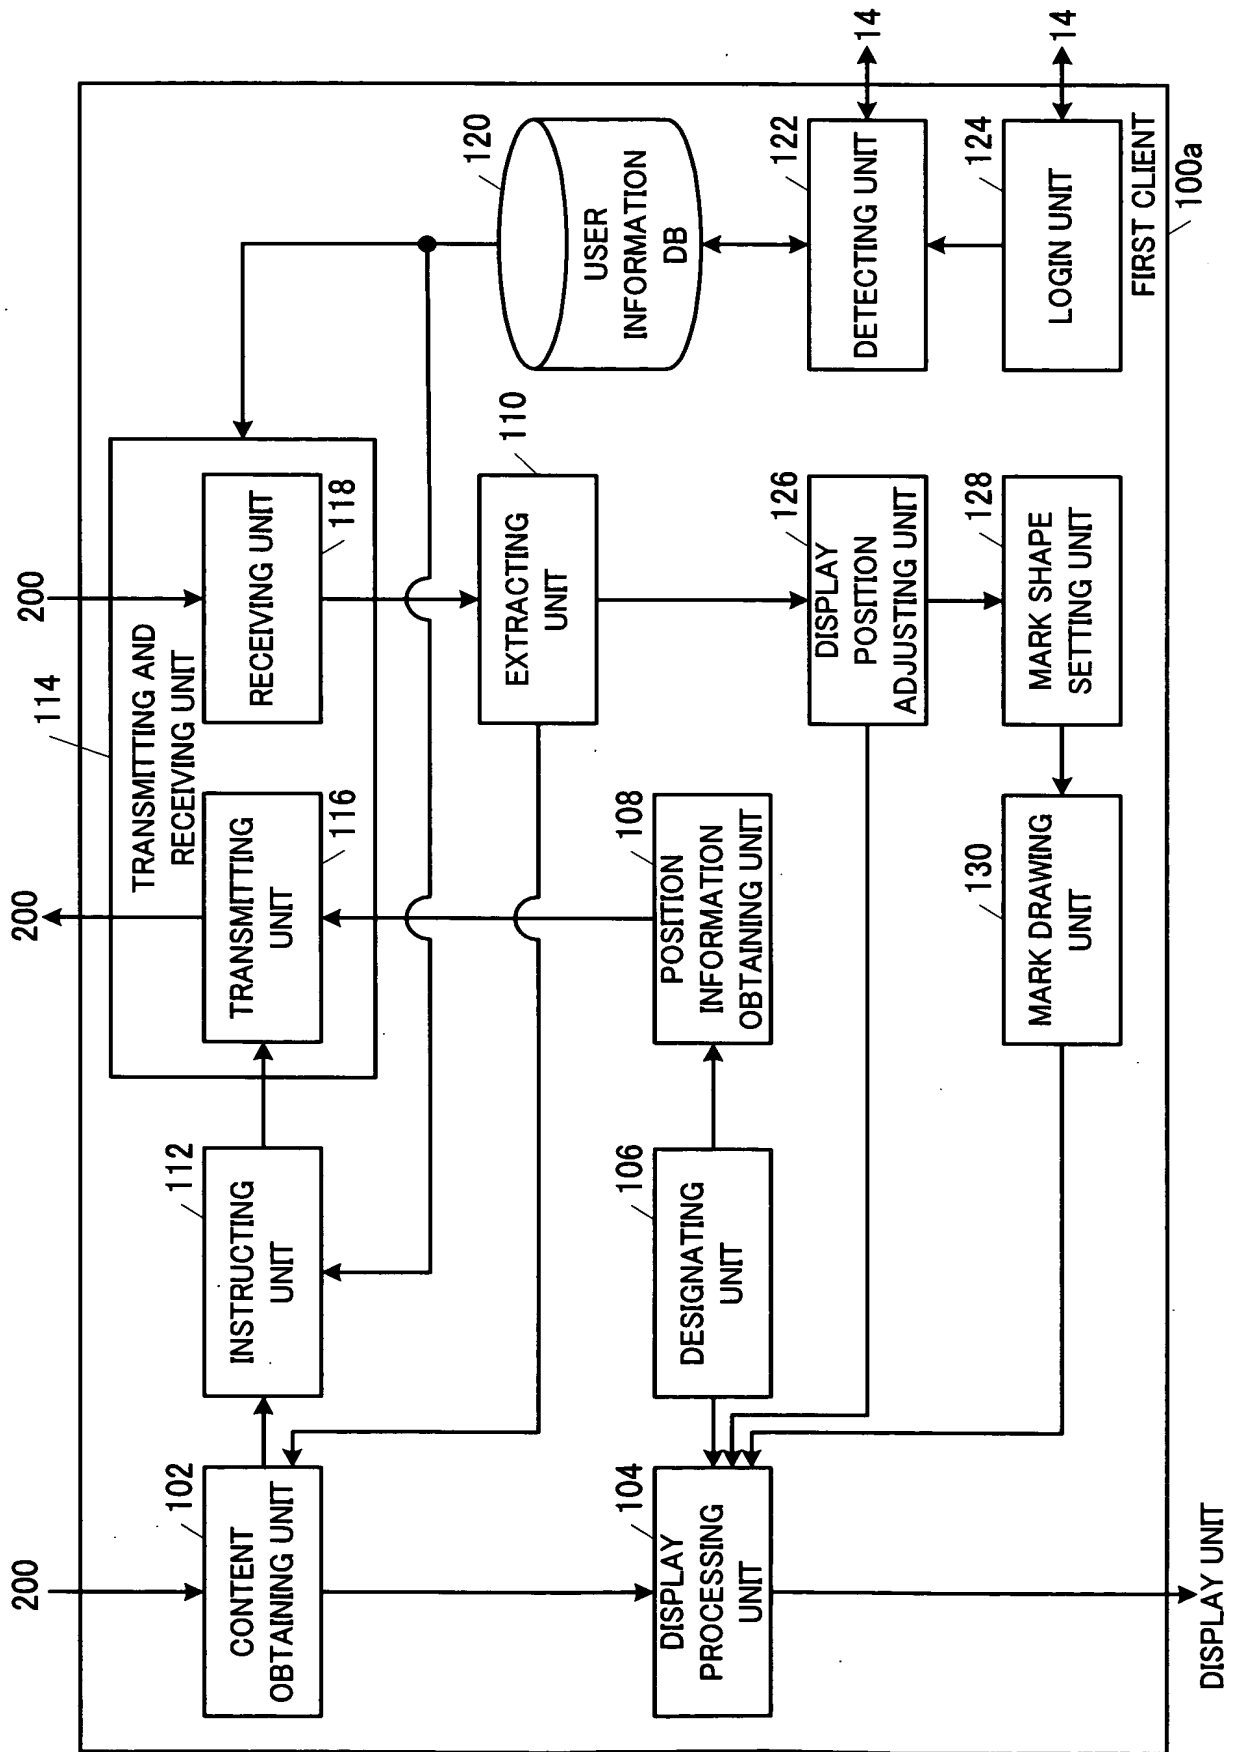 200
102
CONTENT
OBTAINING UNIT
104
DISPLAY
PROCESSING
UNIT
DISPLAY UNIT
112
INSTRUCTING
UNIT
106
DESIGNATING
UNIT
200
114
TRANSMITTING AND
RECEIVING UNIT
116
TRANSMITTING
UNIT
108
POSITION
INFORMATION
OBTAINING UNIT
130
MARK DRAWING
UNIT
200
118
RECEIVING UNIT
110
EXTRACTING
UNIT
126
DISPLAY
POSITION
ADJUSTING UNIT
128
MARK SHAPE
SETTING UNIT
120
USER
INFORMATION
DB
122
DETECTING UNIT
14
124
LOGIN UNIT
14
FIRST CLIENT
100a